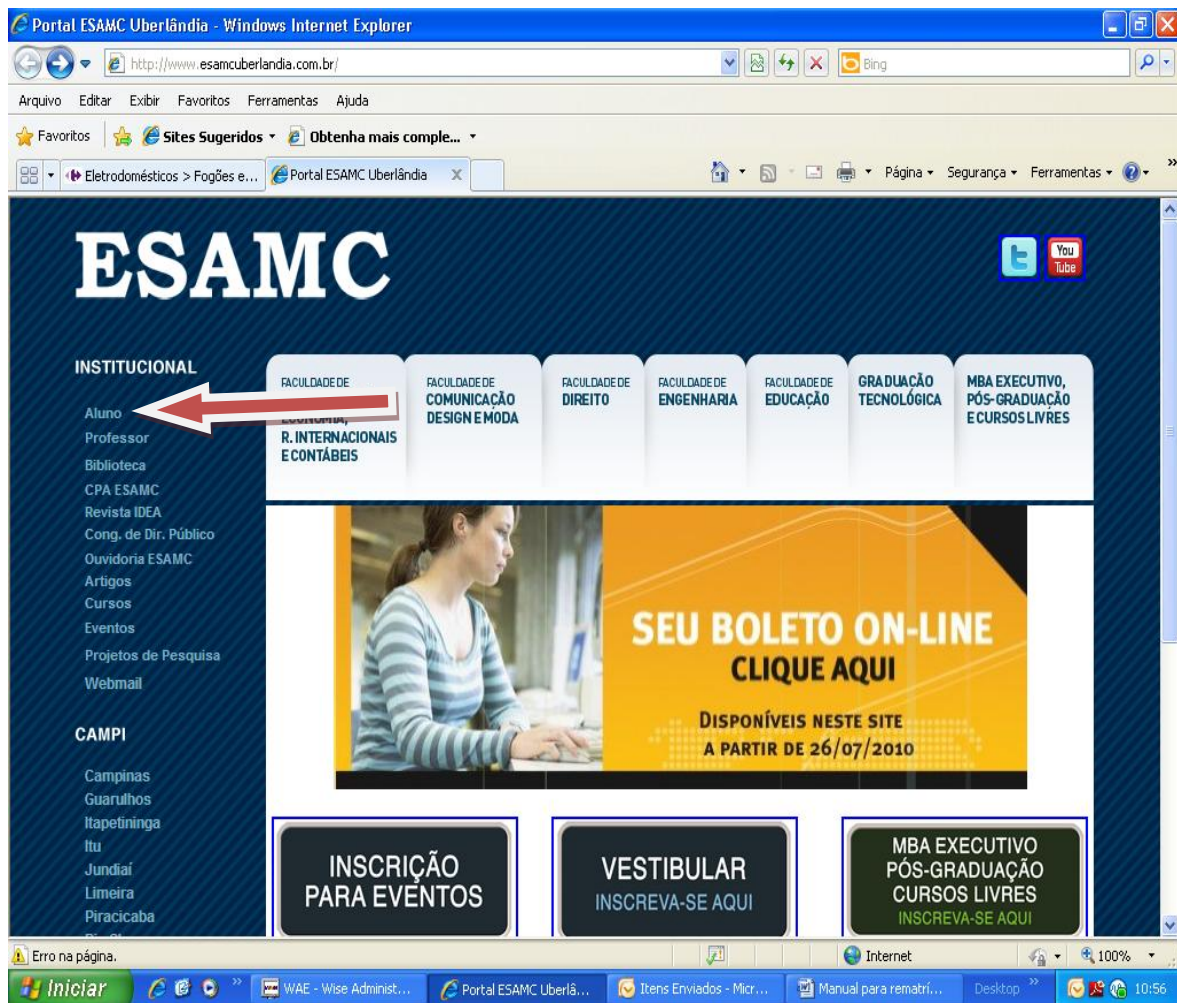 Portal ESAMC Uberlândia - Windows Internet Explorer
http://www.esamcuberlandia.com.br/
Bing
Arquivo Editar Exibir Favoritos Ferramentas Ajuda
Favoritos Sites Sugeridos Obtenha mais comple...
Eletrodomésticos > Fogões e... Portal ESAMC Uberlândia X Página Segurança Ferramentas »
ESAMC
You
Tube
INSTITUCIONAL
Aluno
Professor
Biblioteca
CPA ESAMC
Revista IDEA
Cong. de Dir. Público
Ouvidoria ESAMC
Artigos
Cursos
Eventos
Projetos de Pesquisa
Webmail
CAMPI
Campinas
Guarulhos
Itapetininga
Itu
Jundiaí
Limeira
Piracicaba
FACULDADE DE
ECONOMIA,
R. INTERNACIONAIS
E CONTÁBEIS
FACULDADE DE
COMUNICAÇÃO
DESIGN E MODA
FACULDADE DE
DIREITO
FACULDADE DE
ENGENHARIA
FACULDADE DE
EDUCAÇÃO
GRADUAÇÃO
TECNOLÓGICA
MBA EXECUTIVO,
PÓS-GRADUAÇÃO
E CURSOS LIVRES
SEU BOLETO ON-LINE
CLIQUE AQUI
DISPONÍVEIS NESTE SITE
A PARTIR DE 26/07/2010
INSCRIÇÃO
PARA EVENTOS
VESTIBULAR
INSCREVA-SE AQUI
MBA EXECUTIVO
PÓS-GRADUAÇÃO
CURSOS LIVRES
INSCREVA-SE AQUI
Erro na página. Internet 100%
Iniciar » WAE - Wise Administ... Portal ESAMC Uberlâ... Itens Enviados - Micr... Manual para rematrí... Desktop » 10:56